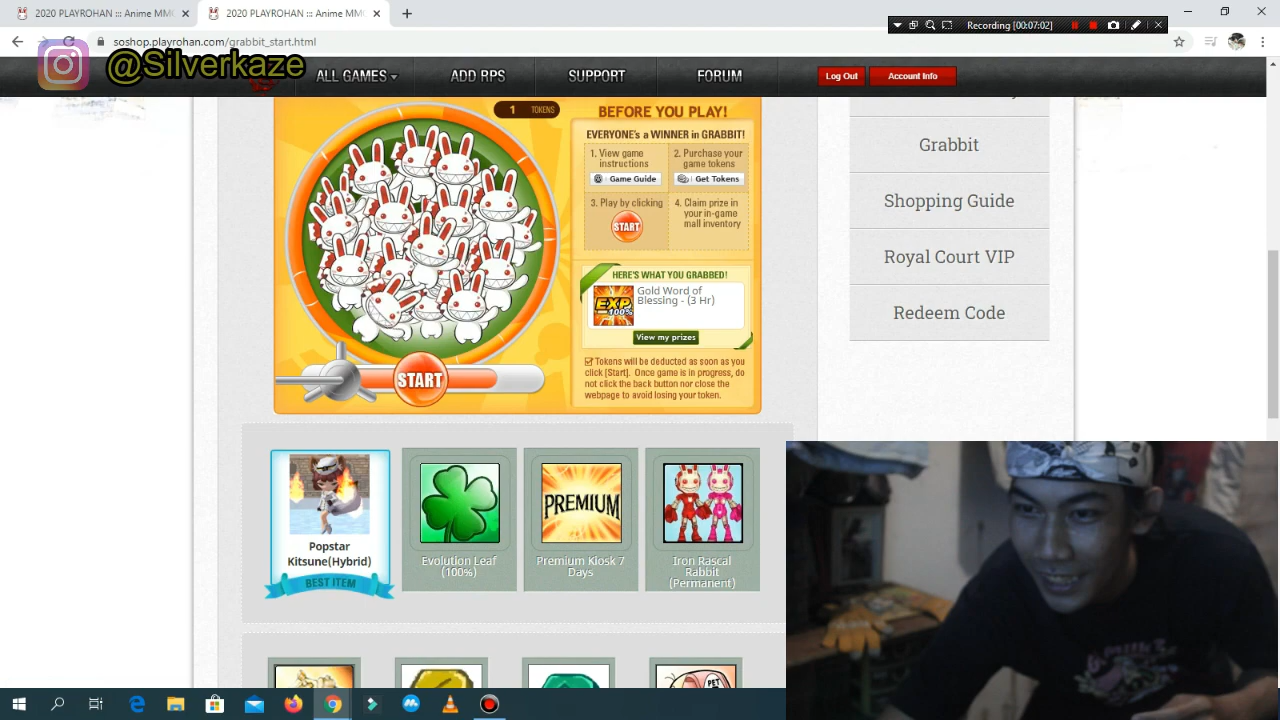 2020 PLAYROHAN /// Anime MMO
2020 PLAYROHAN /// Anime MMO
Recording [00:07:02]
soshop.playrohan.com/grabbit_start.html
@Silverkaze
ALL GAMES
ADD RPS
SUPPORT
FORUM
Log Out
Account Info
1 TOKENS
BEFORE YOU PLAY!
EVERYONE's a WINNER in GRABBIT!
1. View game
instructions
Game Guide
2. Purchase your
game tokens
Get Tokens
3. Play by clicking
START
4. Claim prize in
your in-game
mall inventory
HERE'S WHAT YOU GRABBED!
EXP
100%
Gold Word of
Blessing - (3 Hr)
View my prizes
Tokens will be deducted as soon as you
click [Start]. Once game is in progress, do
not click the back button nor close the
webpage to avoid losing your token.
START
Grabbit
Shopping Guide
Royal Court VIP
Redeem Code
Popstar
Kitsune(Hybrid)
BEST ITEM
Evolution Leaf
(100%)
PREMIUM
Premium Kiosk 7
Days
Iron Rascal
Rabbit
(Permanent)
PET